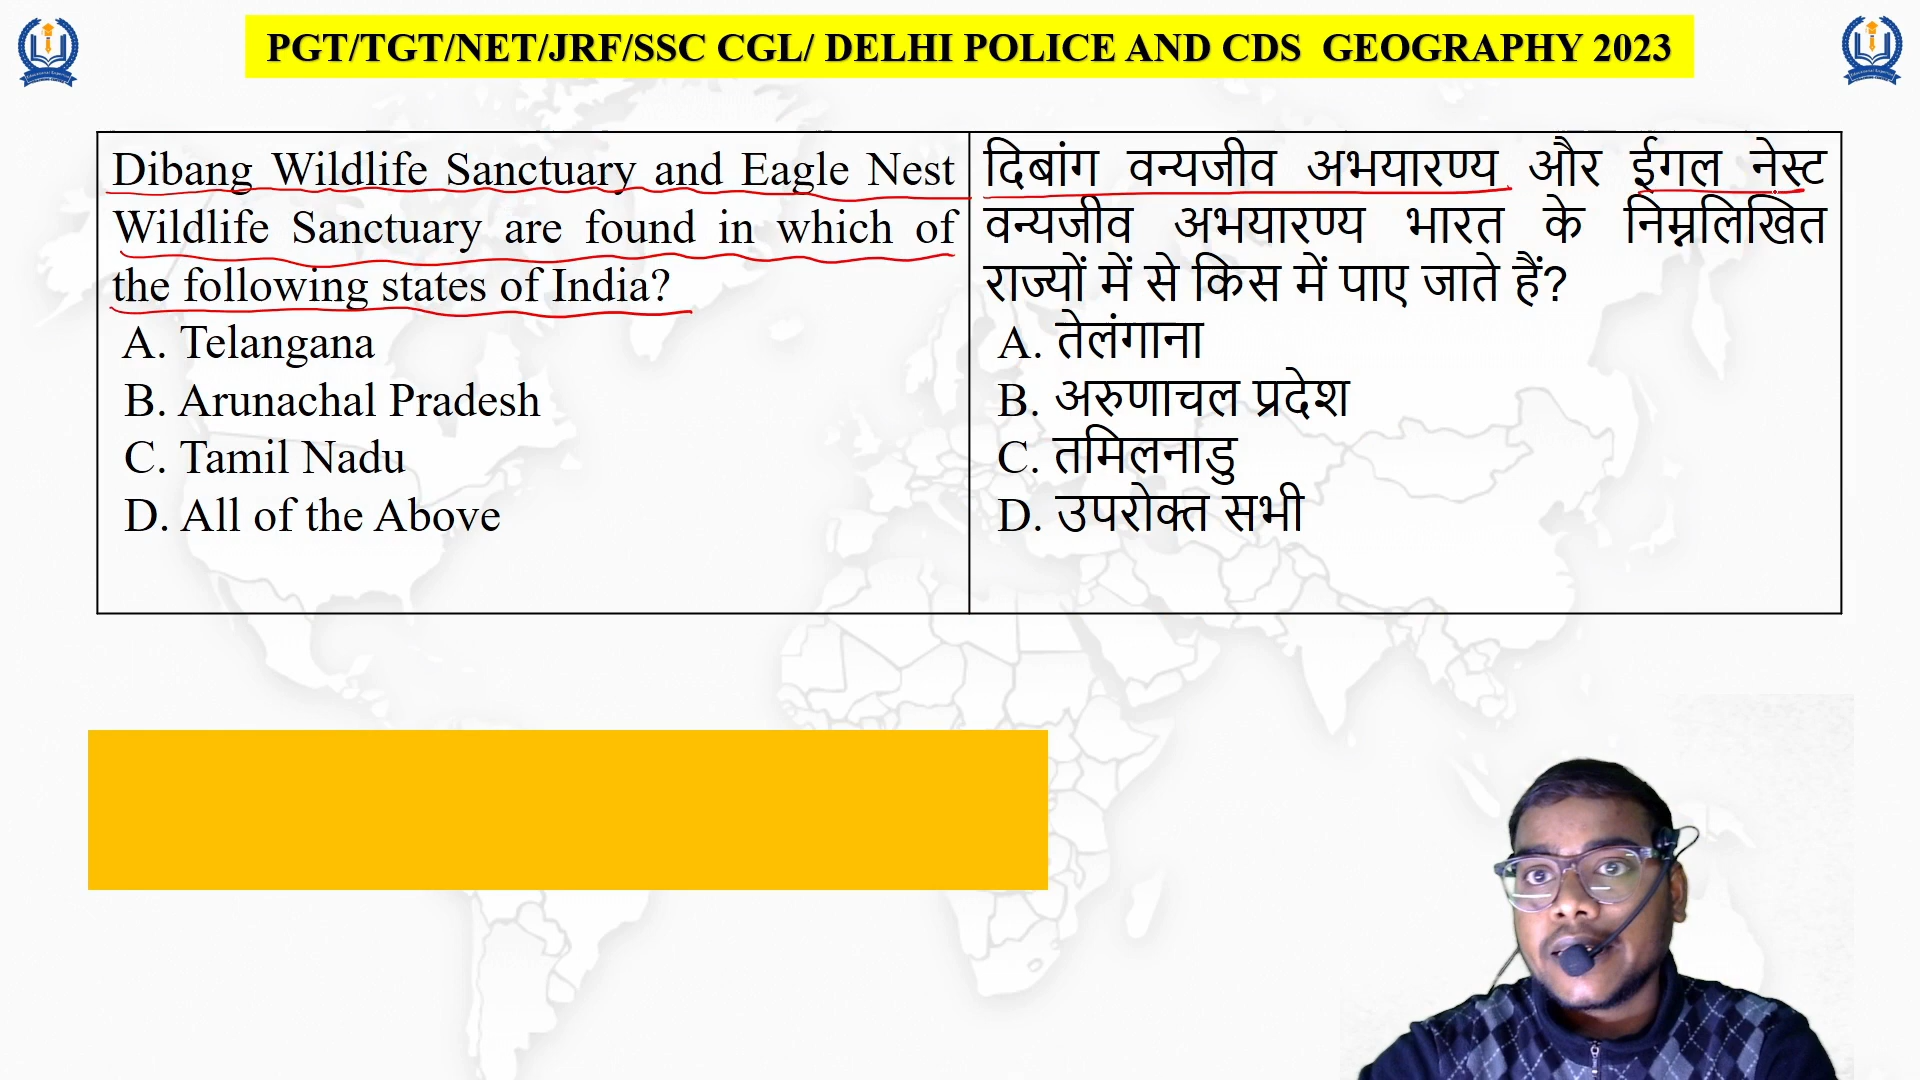 PGT/TGT/NET/JRF/SSC CGL/ DELHI POLICE AND CDS GEOGRAPHY 2023
Dibang Wildlife Sanctuary and Eagle Nest
Wildlife Sanctuary are found in which of
the following states of India?
A. Telangana
B. Arunachal Pradesh
C. Tamil Nadu
D. All of the Above
दिबांग वन्यजीव अभयारण्य और ईगल नेस्ट
वन्यजीव अभयारण्य भारत के निम्नलिखित
राज्यों में से किस में पाए जाते हैं?
A. तेलंगाना
B. अरुणाचल प्रदेश
C. तमिलनाडु
D. उपरोक्त सभी